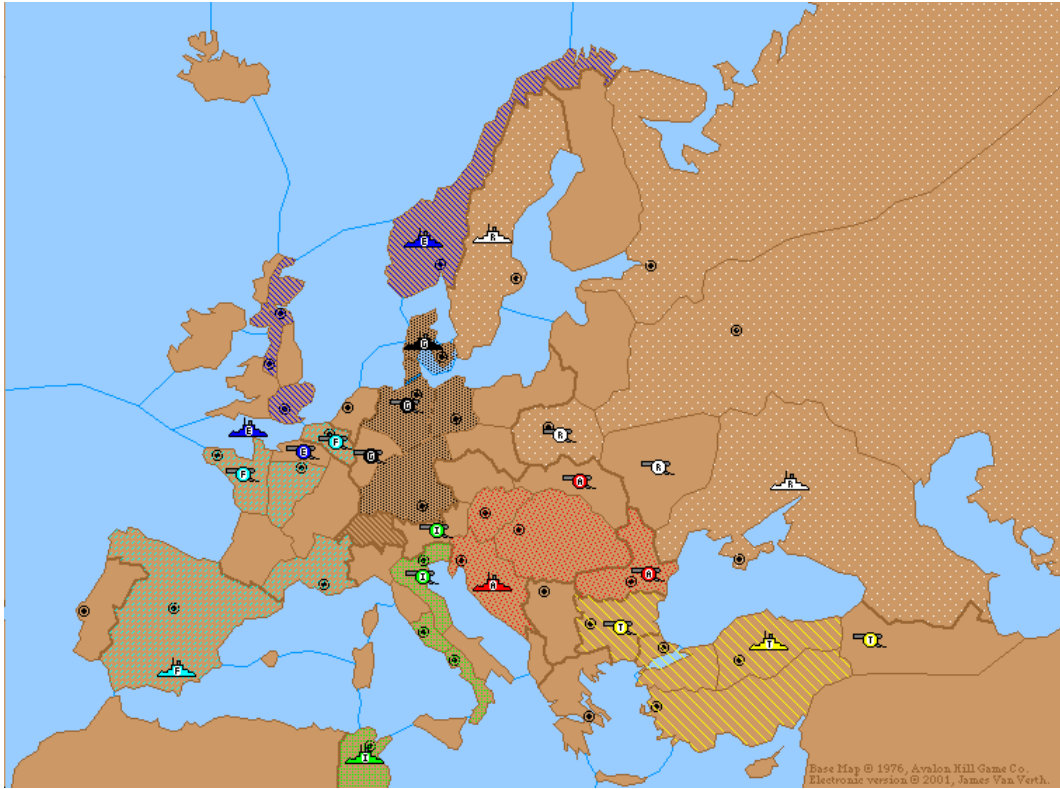 E
R
G
G
E
R
F
E
G
R
F
A
R
I
A
I
A
T
T
T
F
I
Base Map © 1976, Avalon Hill Game Co.
Electronic version © 2001, James Van Verth.